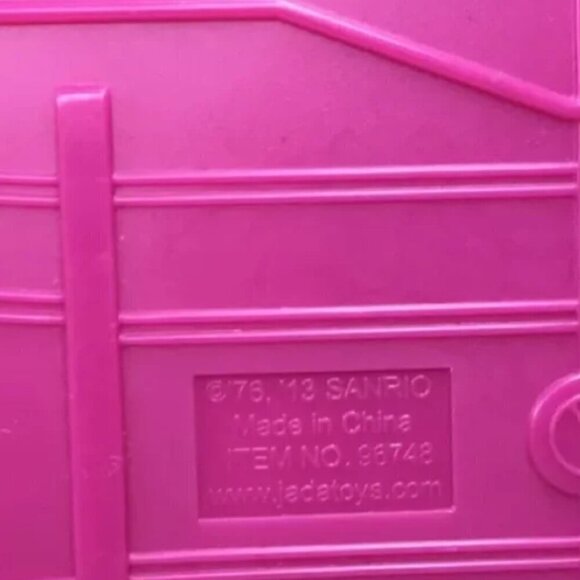 ©'76, '13 SANRIO
Made in China
ITEM NO. 96748
www.jadatoys.com